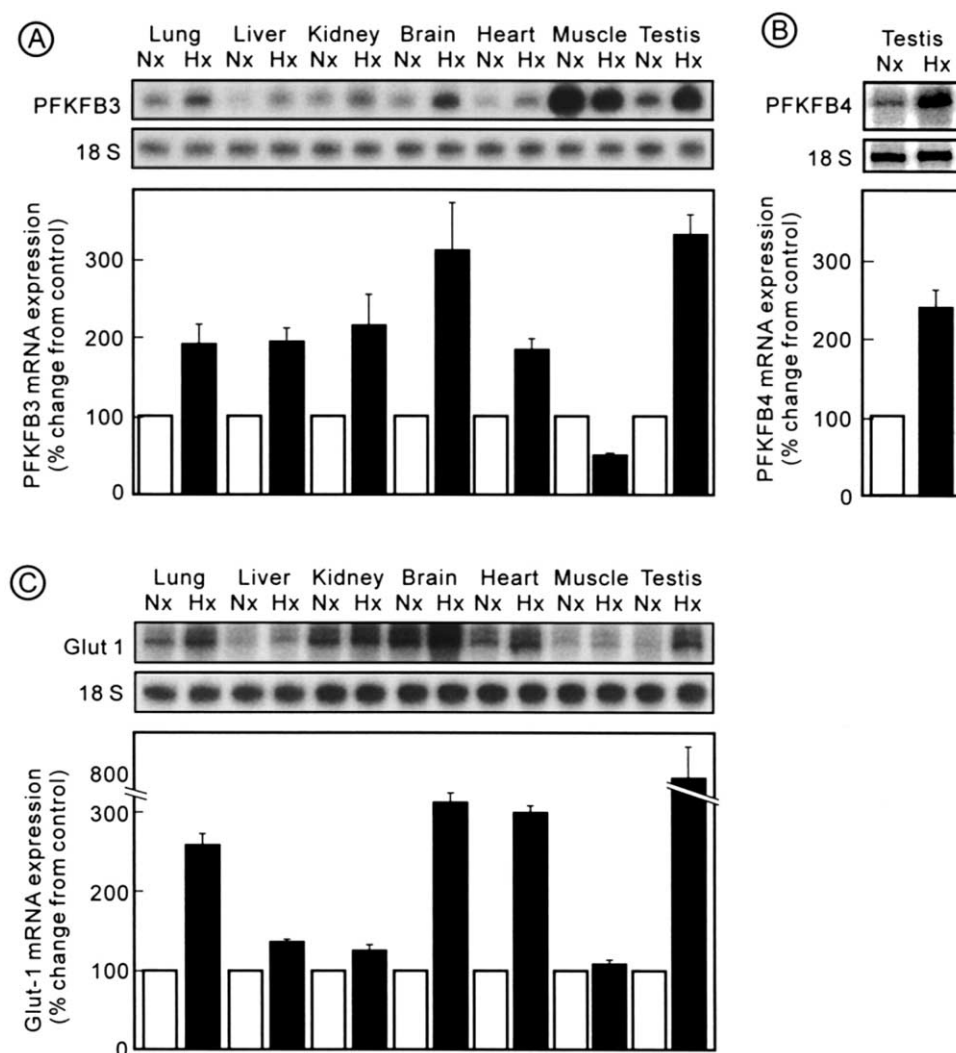 A
Lung Liver Kidney Brain Heart Muscle Testis
Nx Hx Nx Hx Nx Hx Nx Hx Nx Hx Nx Hx Nx Hx
PFKFB3
18 S
PFKFB3 mRNA expression
(% change from control)
300
200
100
0
B
Testis
Nx Hx
PFKFB4
18 S
PFKFB4 mRNA expression
(% change from control)
300
200
100
0
C
Lung Liver Kidney Brain Heart Muscle Testis
Nx Hx Nx Hx Nx Hx Nx Hx Nx Hx Nx Hx Nx Hx
Glut 1
18 S
Glut-1 mRNA expression
(% change from control)
800
300
200
100
0